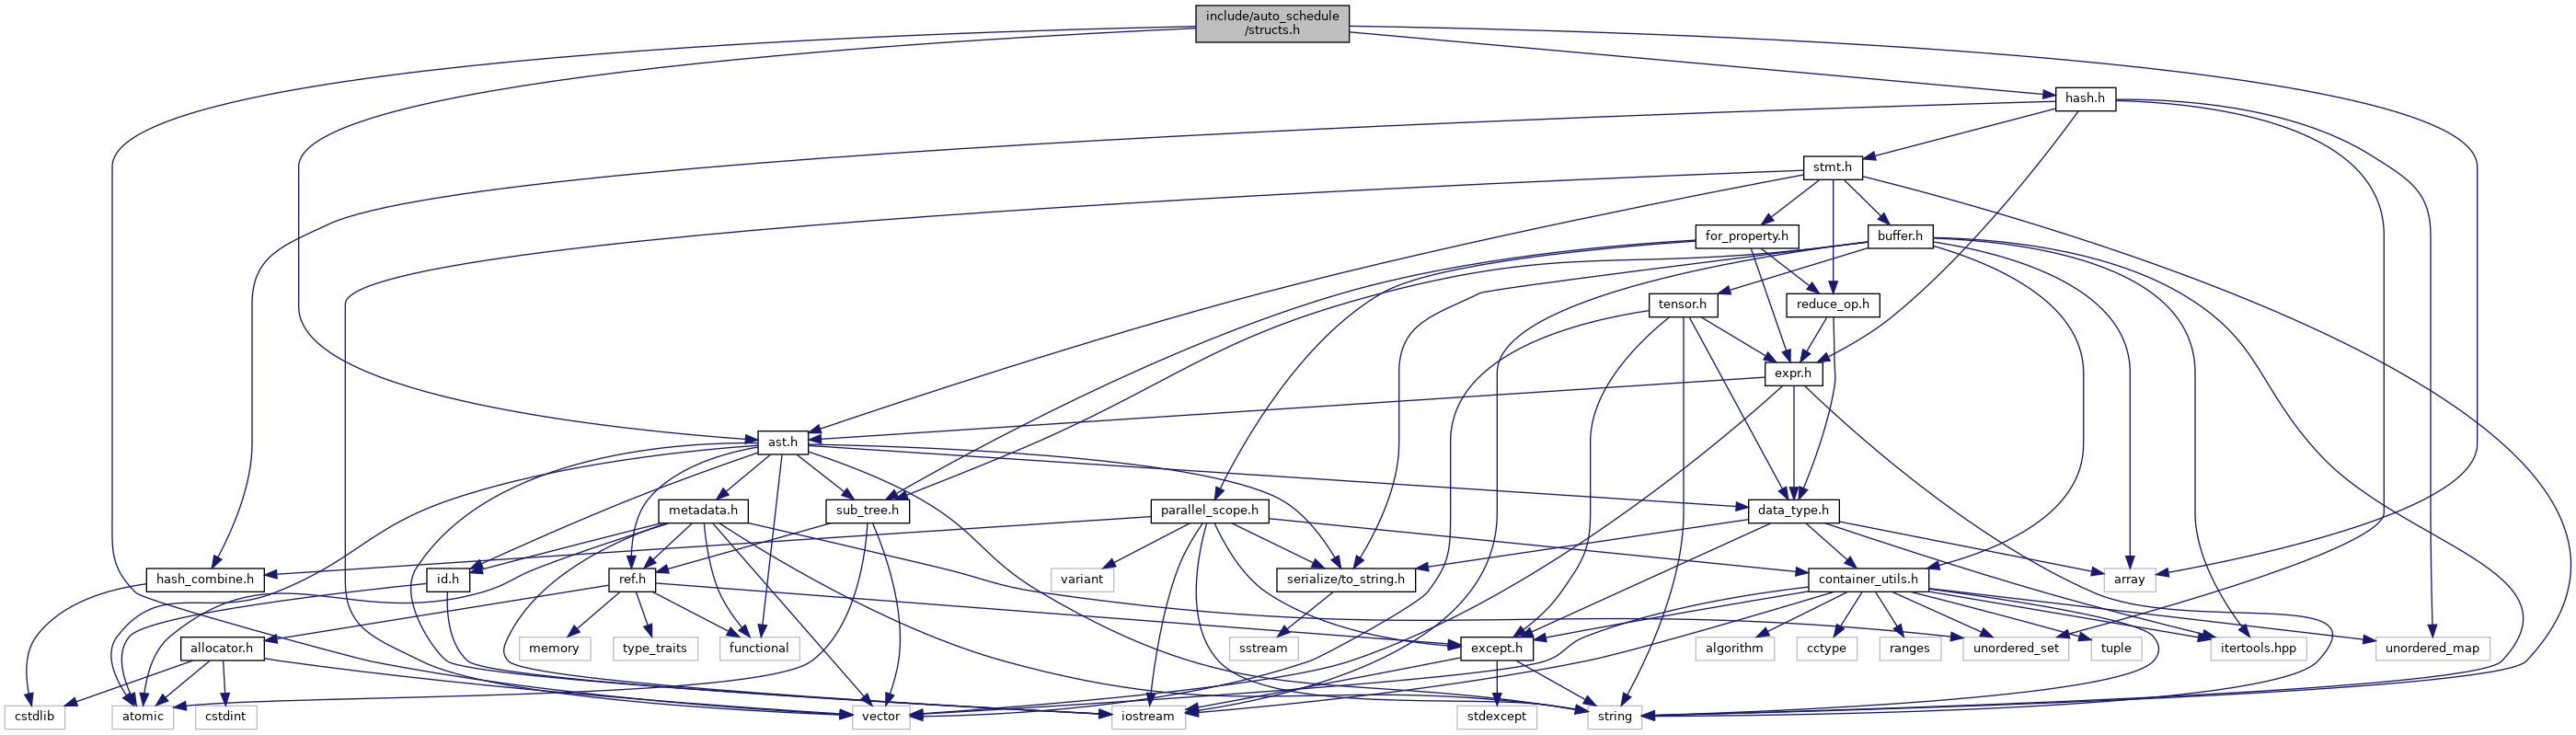 include/auto_schedule
/structs.h
hash.h
stmt.h
for_property.h
buffer.h
tensor.h
reduce_op.h
expr.h
ast.h
metadata.h
sub_tree.h
parallel_scope.h
data_type.h
hash_combine.h
id.h
ref.h
variant
serialize/to_string.h
container_utils.h
array
allocator.h
memory
type_traits
functional
sstream
except.h
algorithm
cctype
ranges
unordered_set
tuple
itertools.hpp
unordered_map
cstdlib
atomic
cstdint
vector
iostream
stdexcept
string